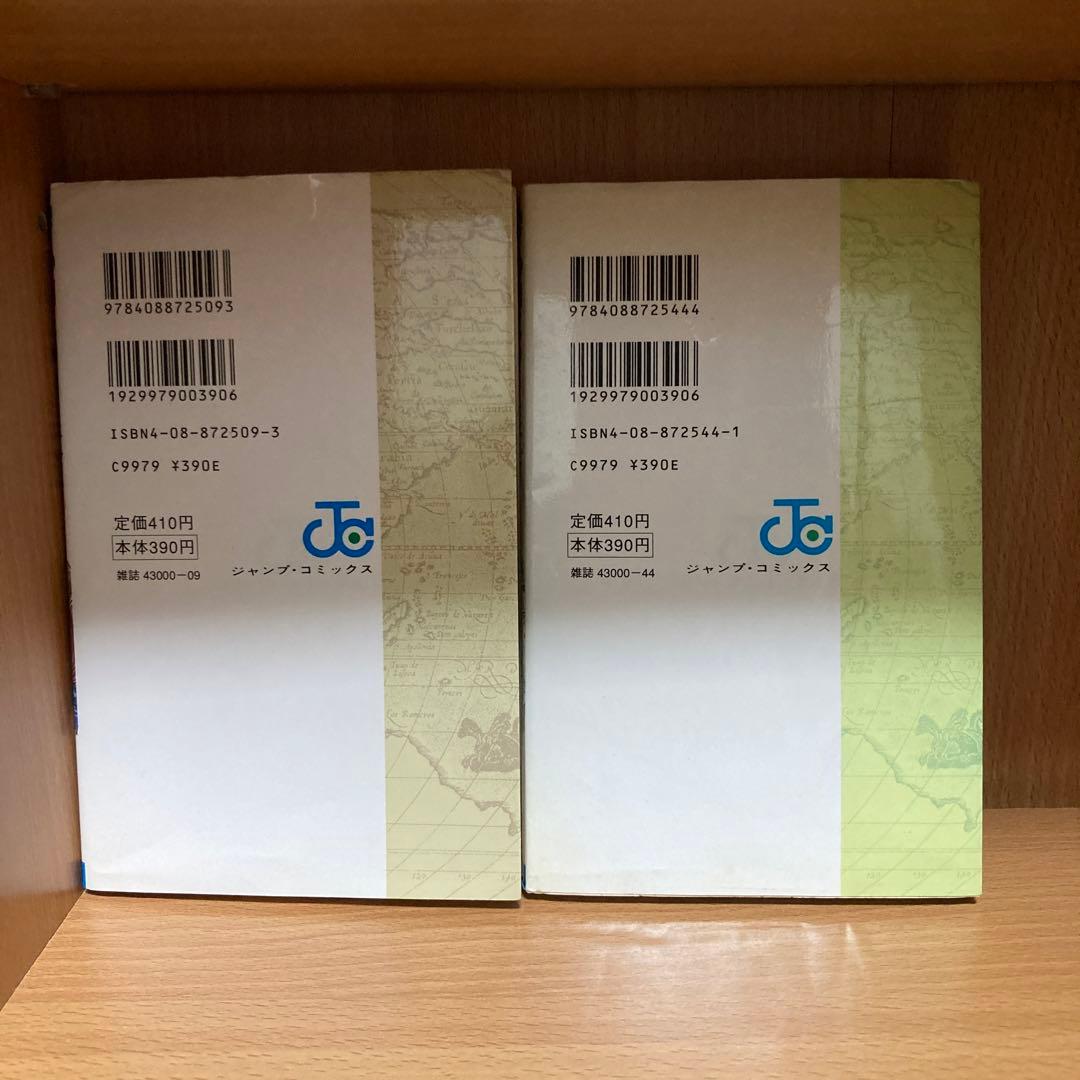 9784088725093
1929979003906
ISBN4-08-872509-3
C9979 ¥390E
定価410円
本体390円
雑誌 43000-09
ジャンプ・コミックス
9784088725444
1929979003906
ISBN4-08-872544-1
C9979 ¥390E
定価410円
本体390円
雑誌 43000-44
ジャンプ・コミックス